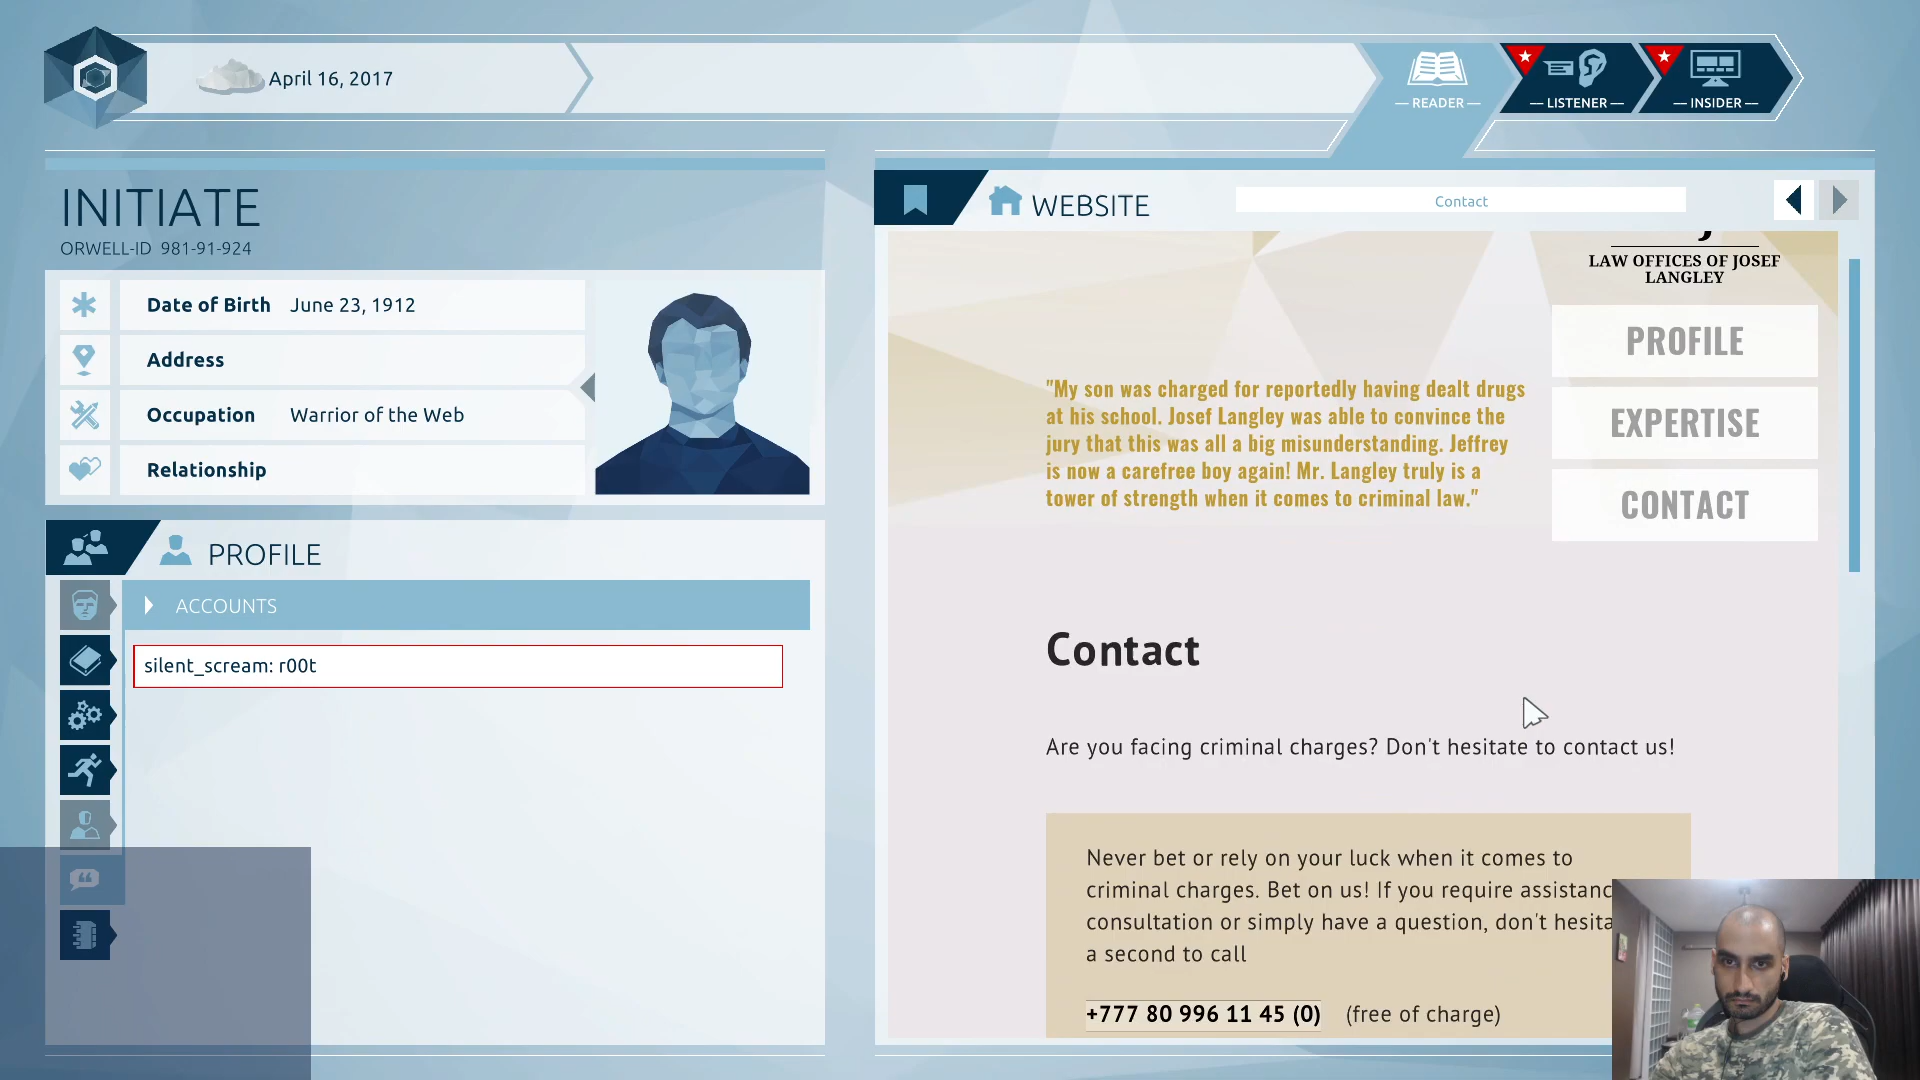 April 16, 2017
READER
LISTENER
INSIDER
INITIATE
ORWELL-ID 981-91-924
Date of Birth June 23, 1912
Address
Occupation Warrior of the Web
Relationship
PROFILE
ACCOUNTS
silent_scream: r00t
WEBSITE
Contact
LAW OFFICES OF JOSEF
LANGLEY
PROFILE
EXPERTISE
CONTACT
"My son was charged for reportedly having dealt drugs
at his school. Josef Langley was able to convince the
jury that this was all a big misunderstanding. Jeffrey
is now a carefree boy again! Mr. Langley truly is a
tower of strength when it comes to criminal law."
Contact
Are you facing criminal charges? Don't hesitate to contact us!
Never bet or rely on your luck when it comes to
criminal charges. Bet on us! If you require
consultation or simply have a question, don't
a second to call
+777 80 996 11 45 (0) (free of charge)